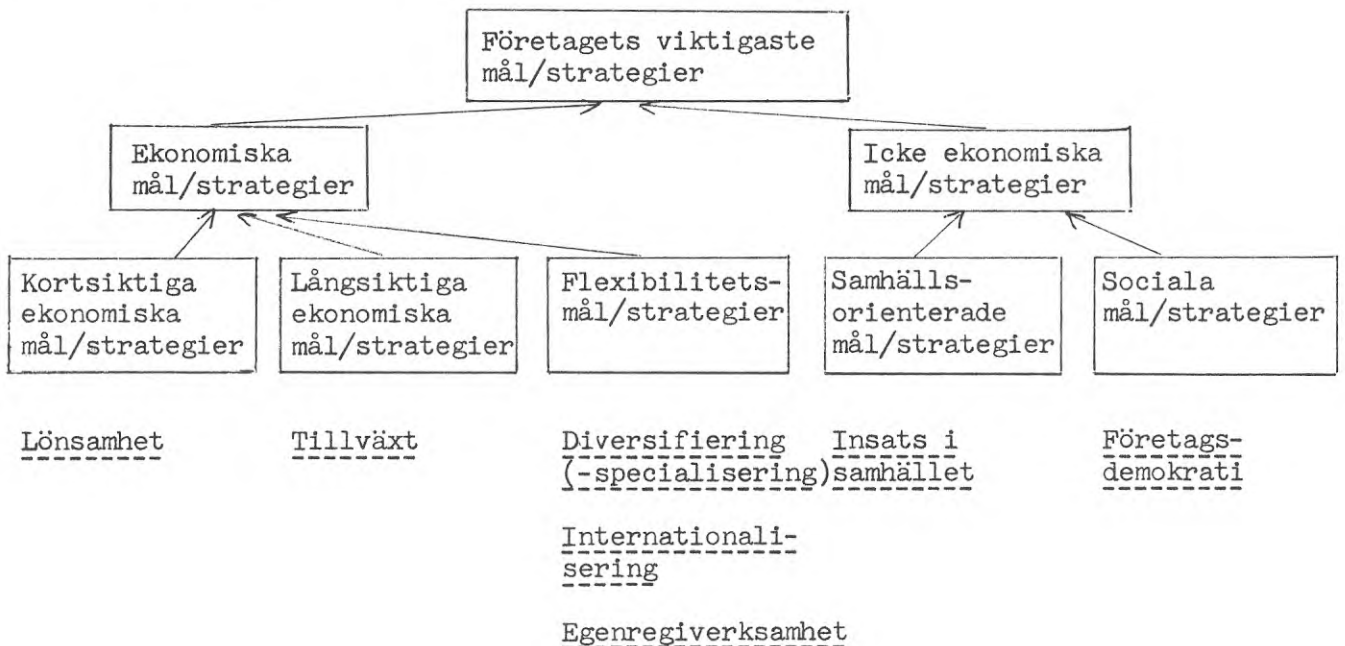 Företagets viktigaste
mål/strategier
Ekonomiska
mål/strategier
Icke ekonomiska
mål/strategier
Kortsiktiga
ekonomiska
mål/strategier
Långsiktiga
ekonomiska
mål/strategier
Flexibilitets-
mål/strategier
Samhälls-
orienterade
mål/strategier
Sociala
mål/strategier
Lönsamhet
Tillväxt
Diversifiering
(-specialisering)
Internationali-
sering
Egenregiverksamhet
Insats i
samhället
Företags-
demokrati